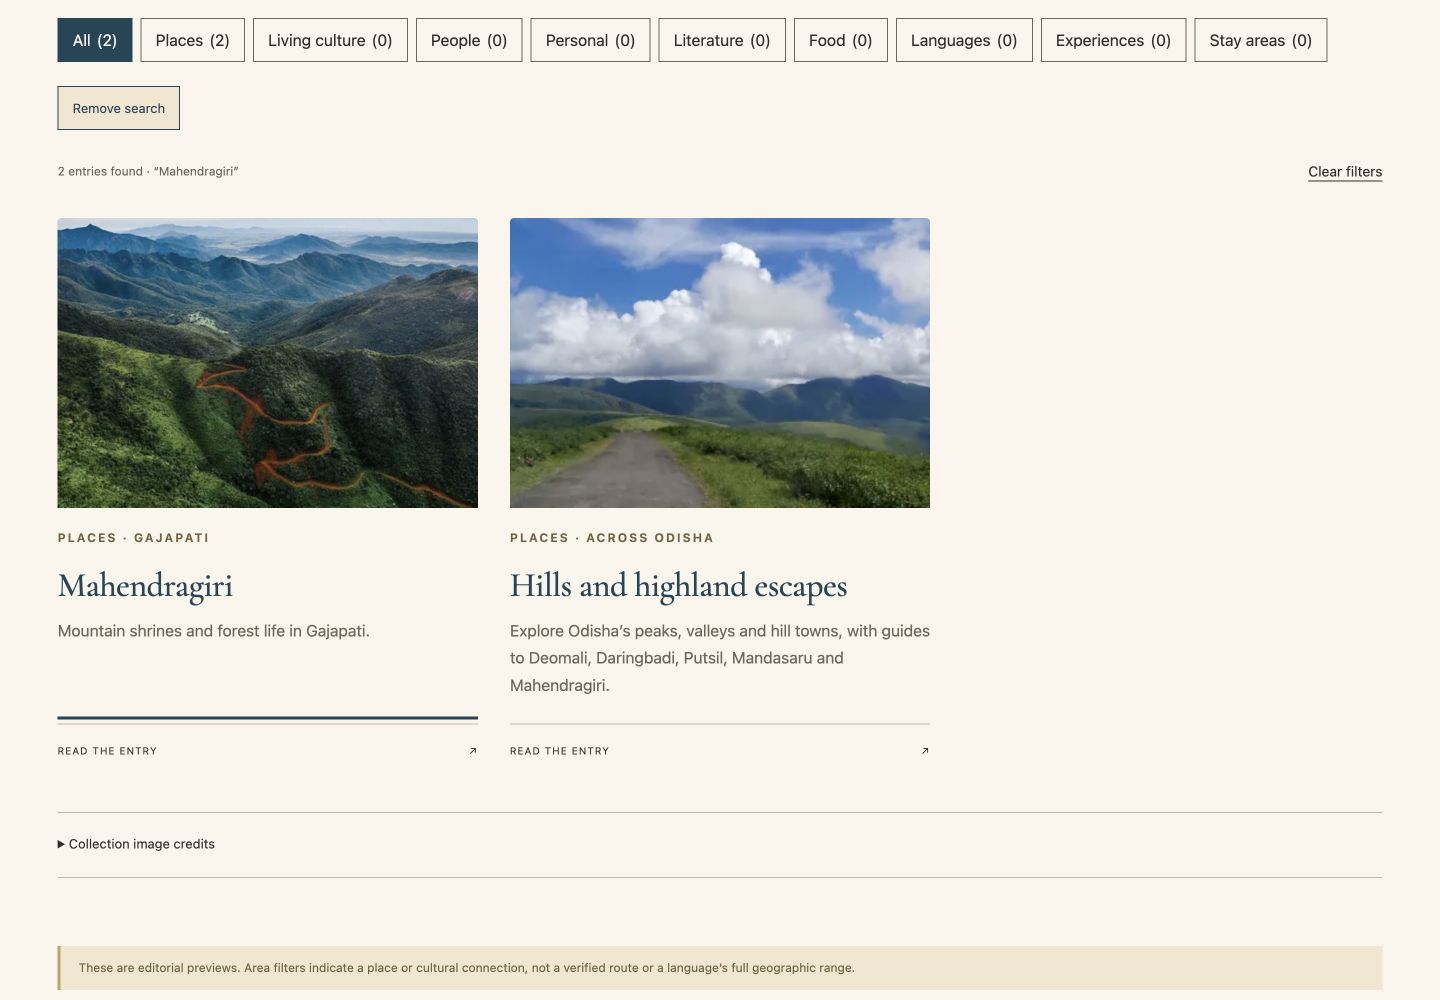 All (2)
Places (2)
Living culture (0)
People (0)
Personal (0)
Literature (0)
Food (0)
Languages (0)
Experiences (0)
Stay areas (0)
Remove search
2 entries found · “Mahendragiri”
Clear filters
PLACES · GAJAPATI
Mahendragiri
Mountain shrines and forest life in Gajapati.
READ THE ENTRY ↗
PLACES · ACROSS ODISHA
Hills and highland escapes
Explore Odisha’s peaks, valleys and hill towns, with guides
to Deomali, Daringbadi, Putsil, Mandasaru and
Mahendragiri.
READ THE ENTRY ↗
Collection image credits
These are editorial previews. Area filters indicate a place or cultural connection, not a verified route or a language’s full geographic range.